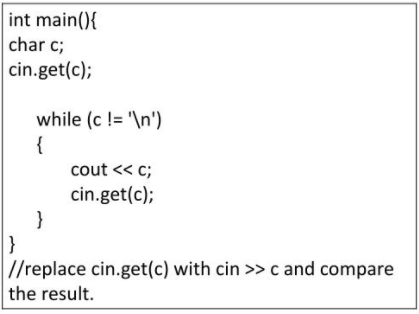 int main(){
char c;
cin.get(c);
while (c != '\n')
{
cout << c;
cin.get(c);
}
}
//replace cin.get(c) with cin >> c and compare
the result.